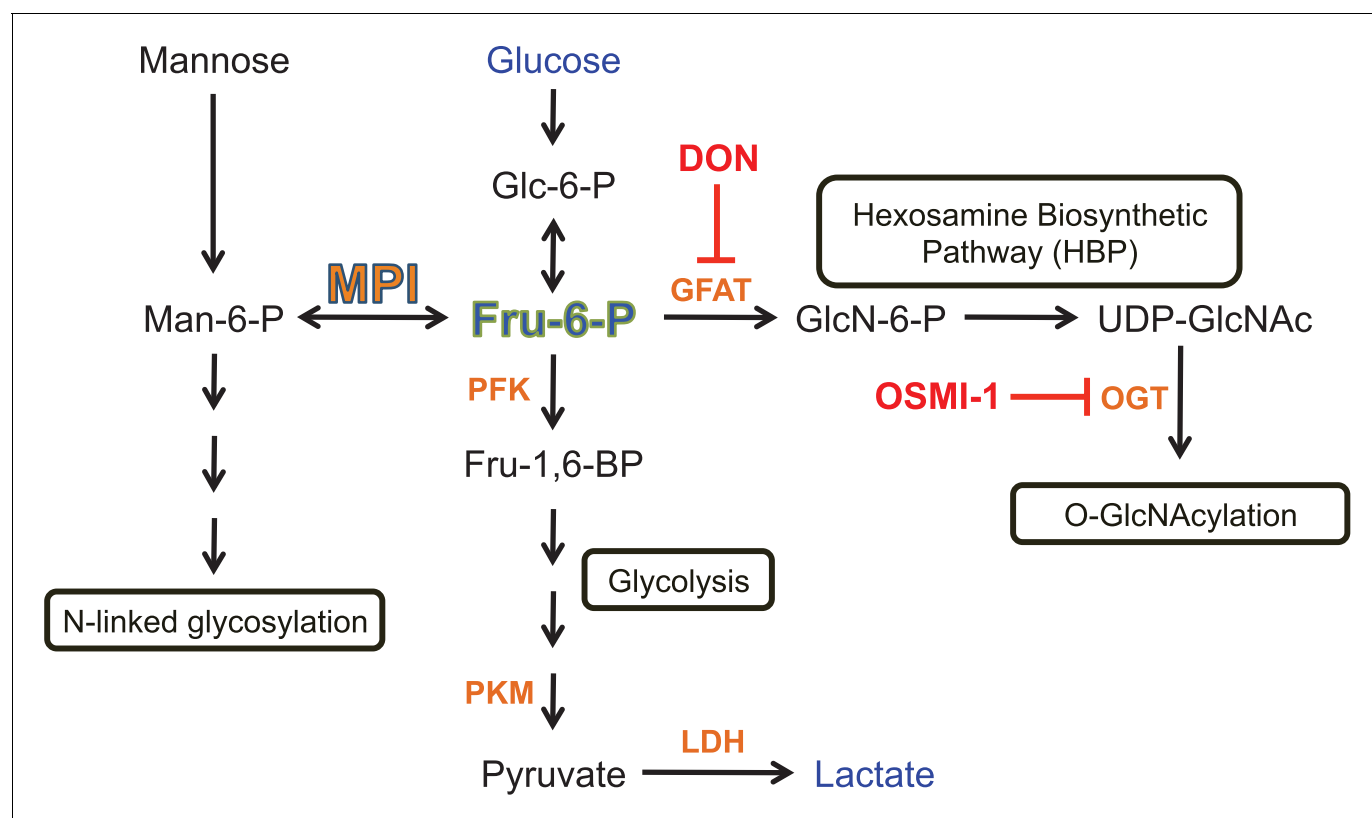 Mannose
Glucose
DON
Glc-6-P
Hexosamine Biosynthetic
Pathway (HBP)
MPI
GFAT
Man-6-P
Fru-6-P
GlcN-6-P
UDP-GlcNAc
PFK
OSMI-1
OGT
Fru-1,6-BP
O-GlcNAcylation
Glycolysis
N-linked glycosylation
PKM
LDH
Pyruvate
Lactate